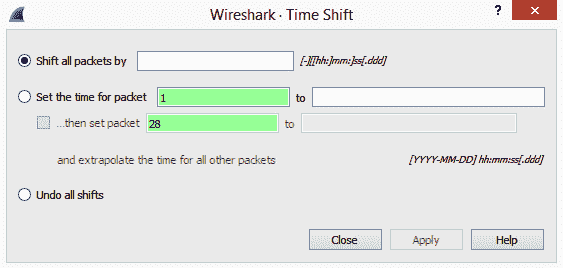 Wireshark · Time Shift
?
Shift all packets by [-][[hh:]mm:]ss[.ddd]
Set the time for packet 1 to
...then set packet 28 to
and extrapolate the time for all other packets [YYYY-MM-DD] hh:mm:ss[.ddd]
Undo all shifts
Close Apply Help